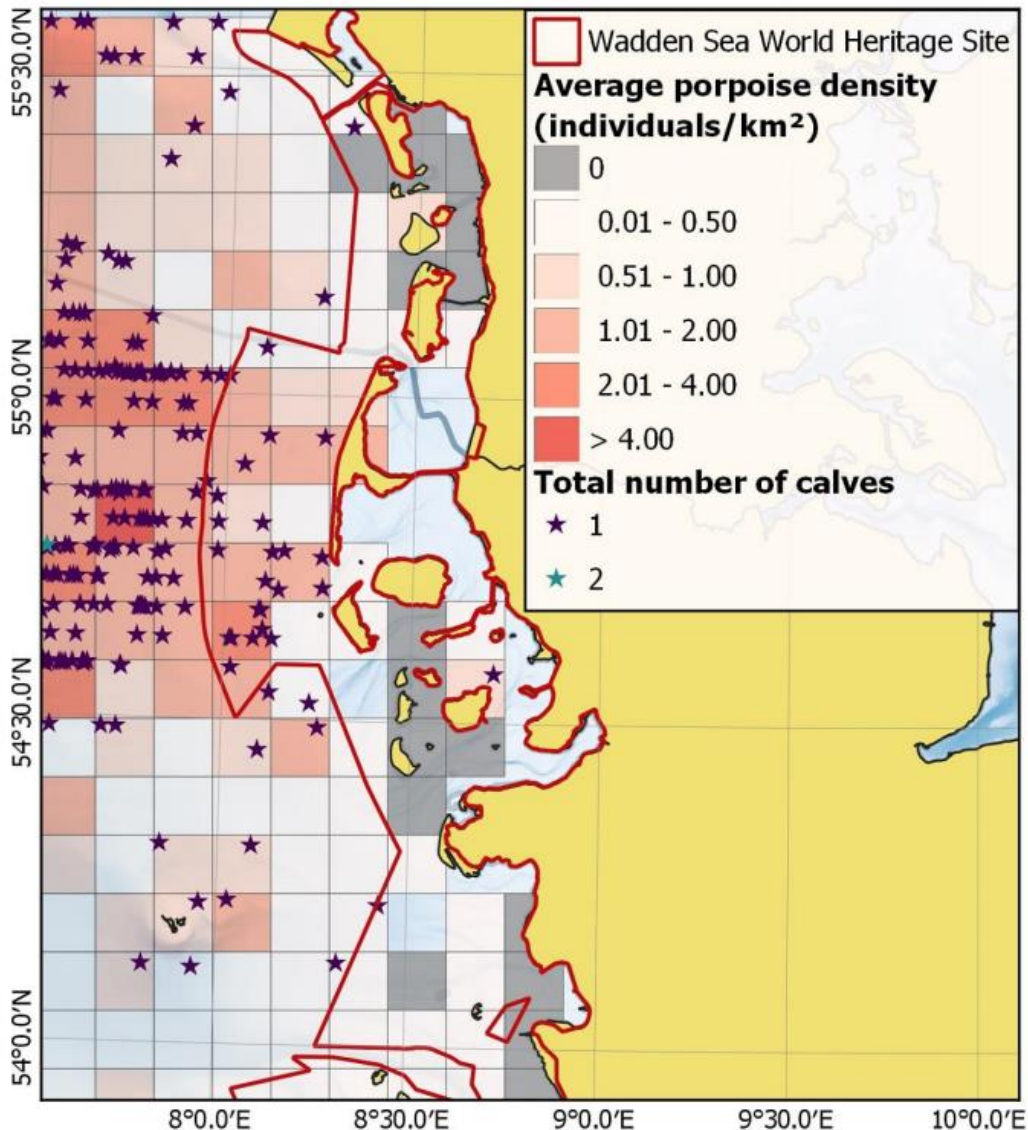 Wadden Sea World Heritage Site
Average porpoise density
(individuals/km²)
0
0.01 - 0.50
0.51 - 1.00
1.01 - 2.00
2.01 - 4.00
> 4.00
Total number of calves
1
2
55°30.0'N
55°0.0'N
54°30.0'N
54°0.0'N
8°0.0'E
8°30.0'E
9°0.0'E
9°30.0'E
10°0.0'E